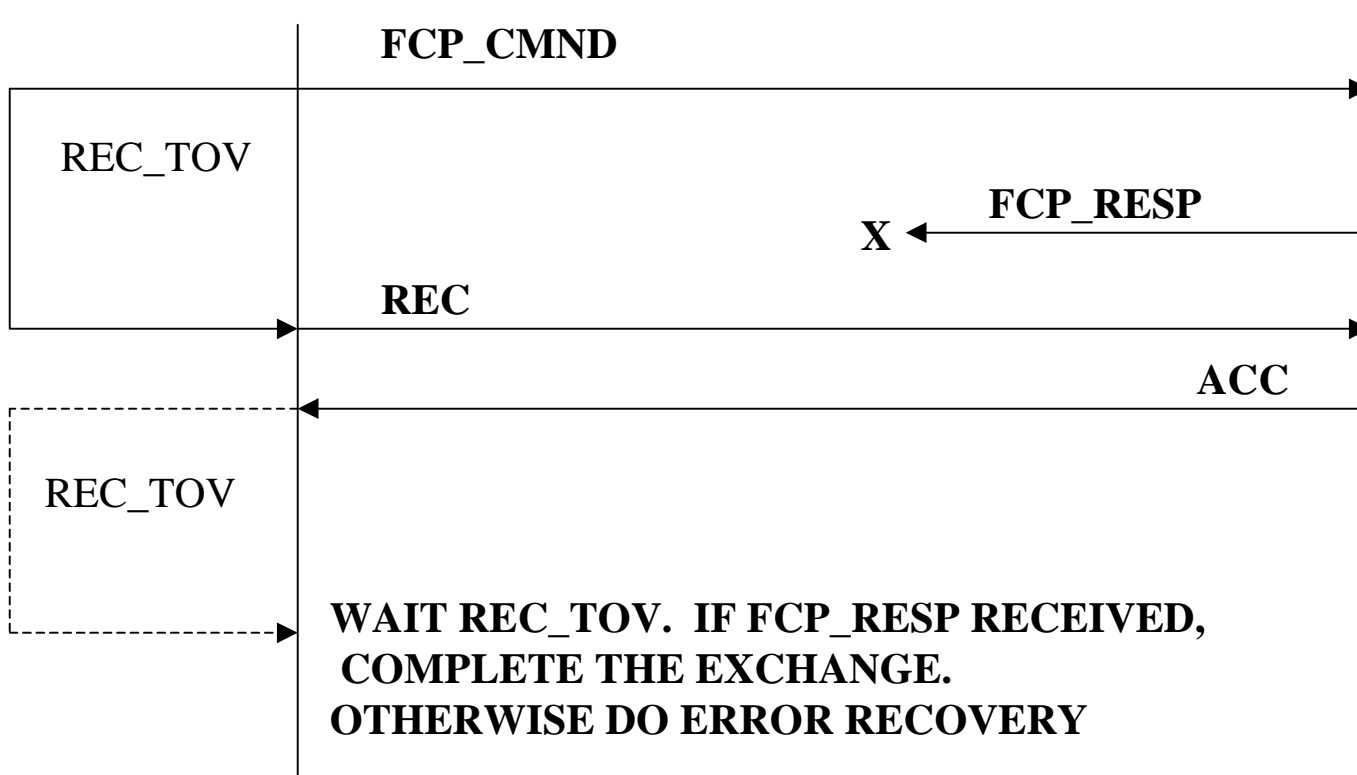 FCP_CMND
REC_TOV
FCP_RESP
X
REC
ACC
REC_TOV
WAIT REC_TOV. IF FCP_RESP RECEIVED,
COMPLETE THE EXCHANGE.
OTHERWISE DO ERROR RECOVERY